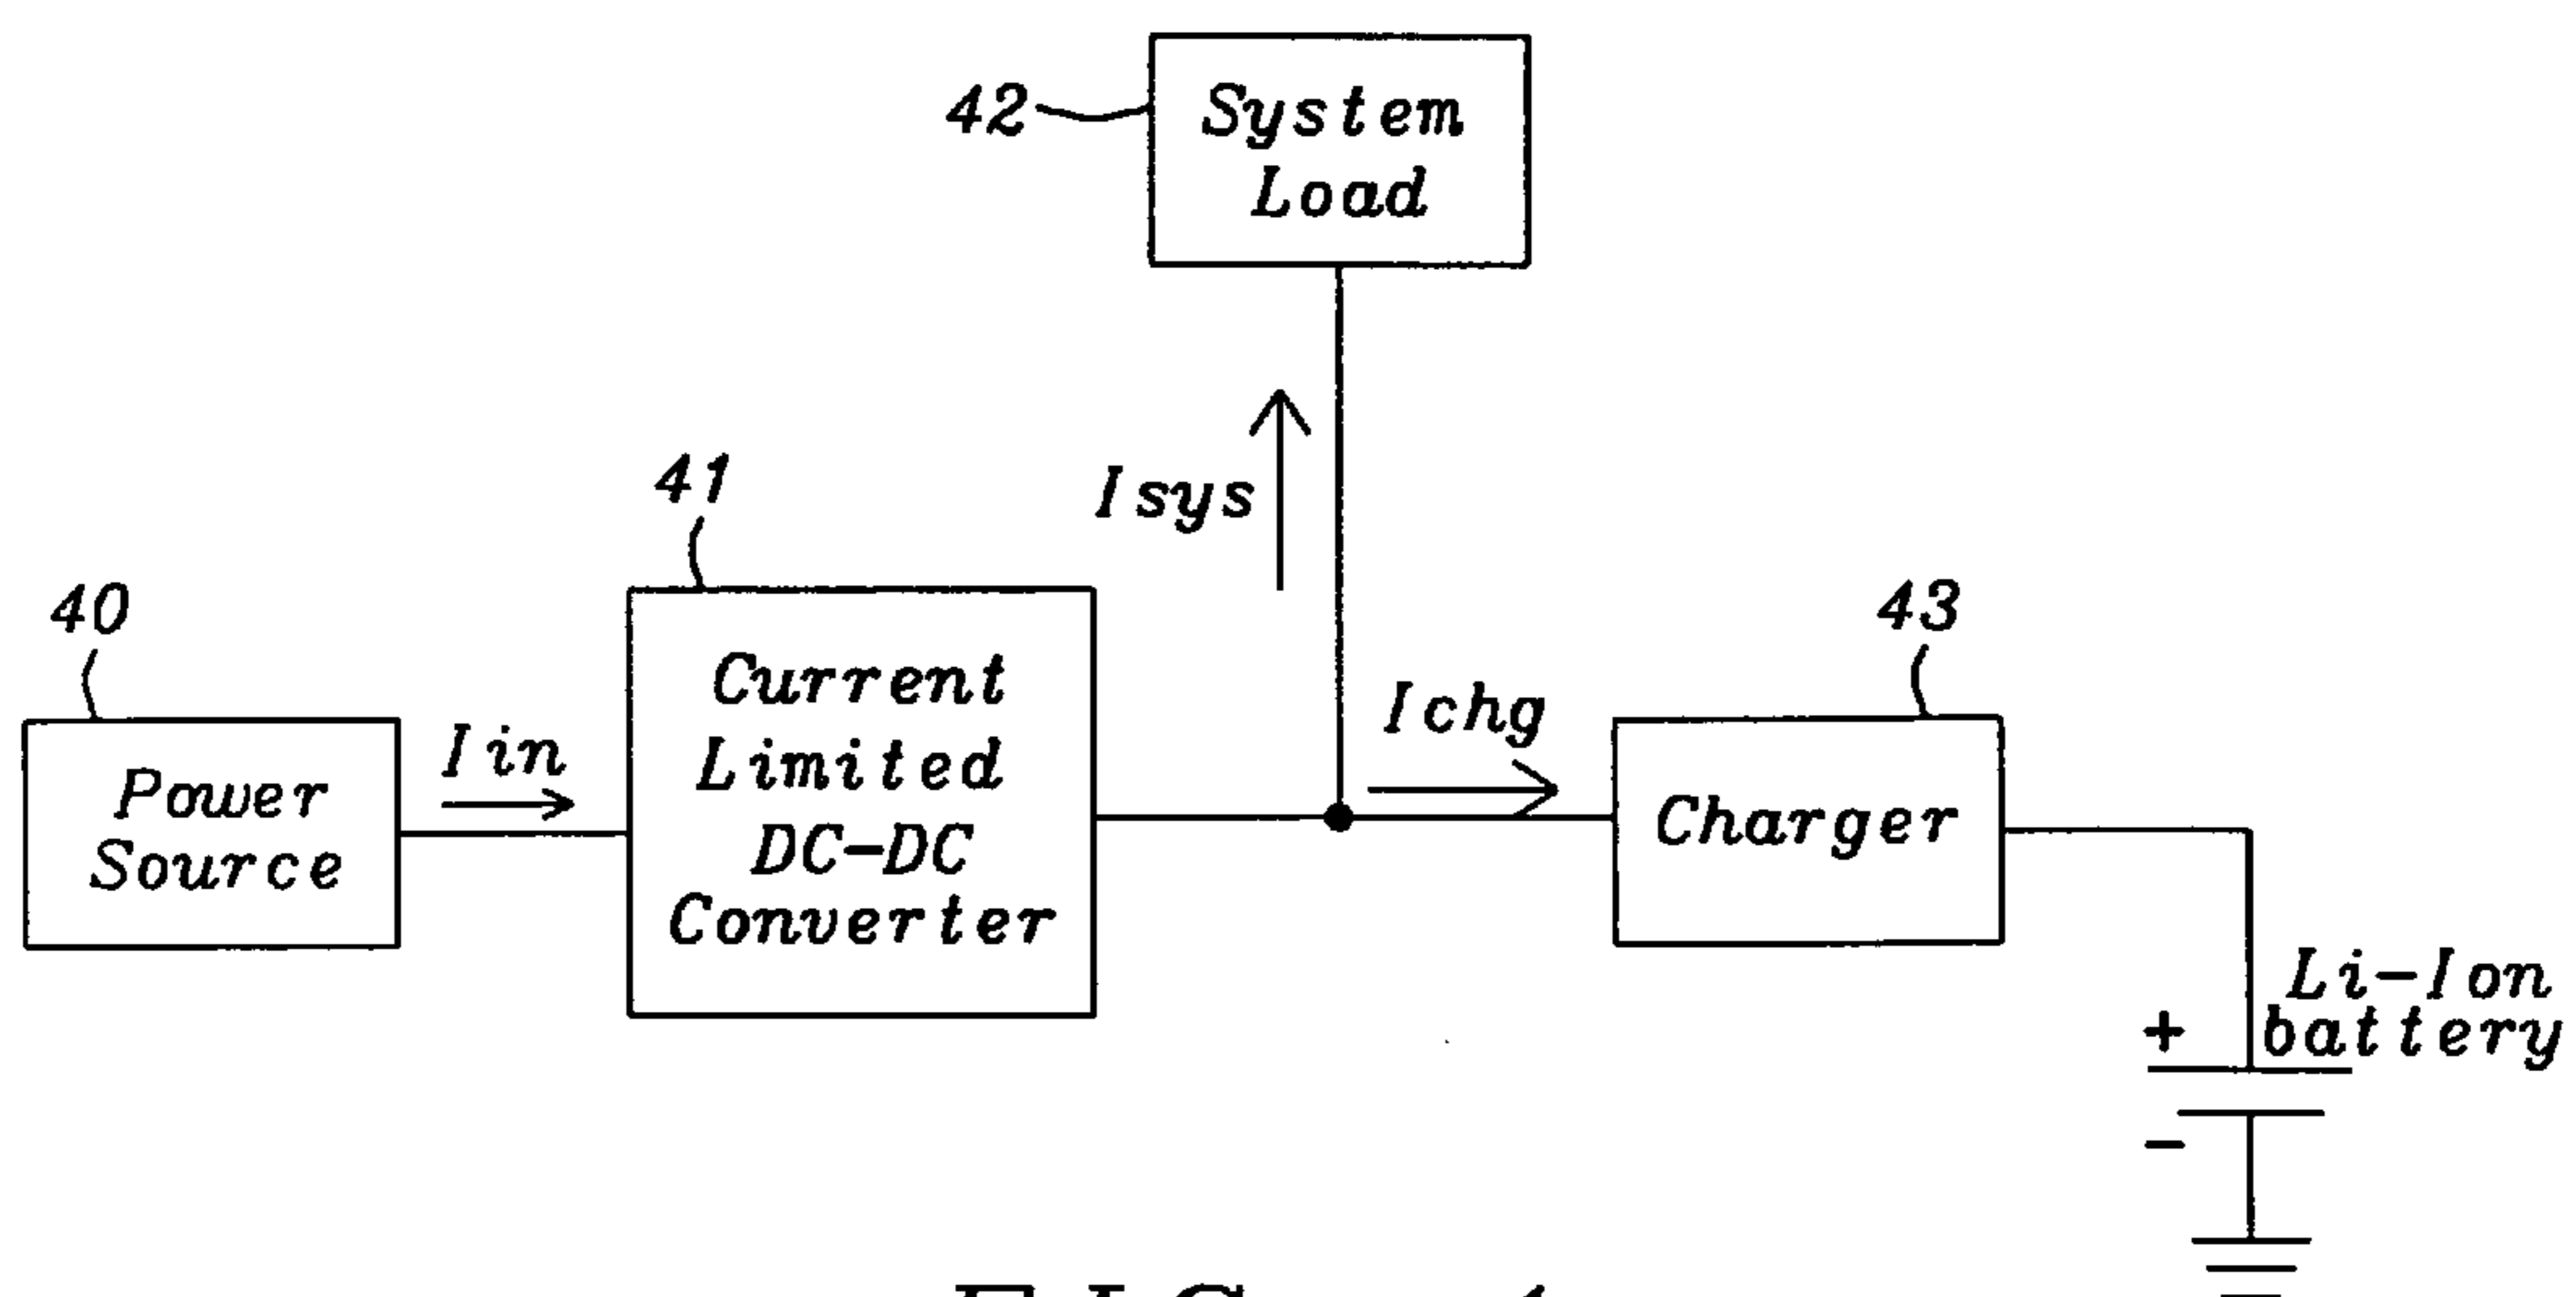 42
System
Load
Isys
41
40
43
Power
Source
Iin
Current
Limited
DC-DC
Converter
Ichg
Charger
Li-Ion
battery
+
-